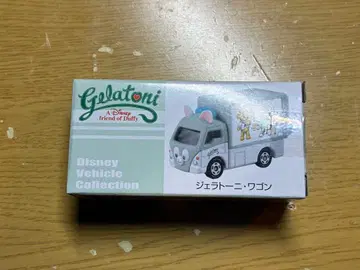 Gelatoni
A Disney
friend of Duffy
Disney
Vehicle
Collection
ジェラトーニ・ワゴン